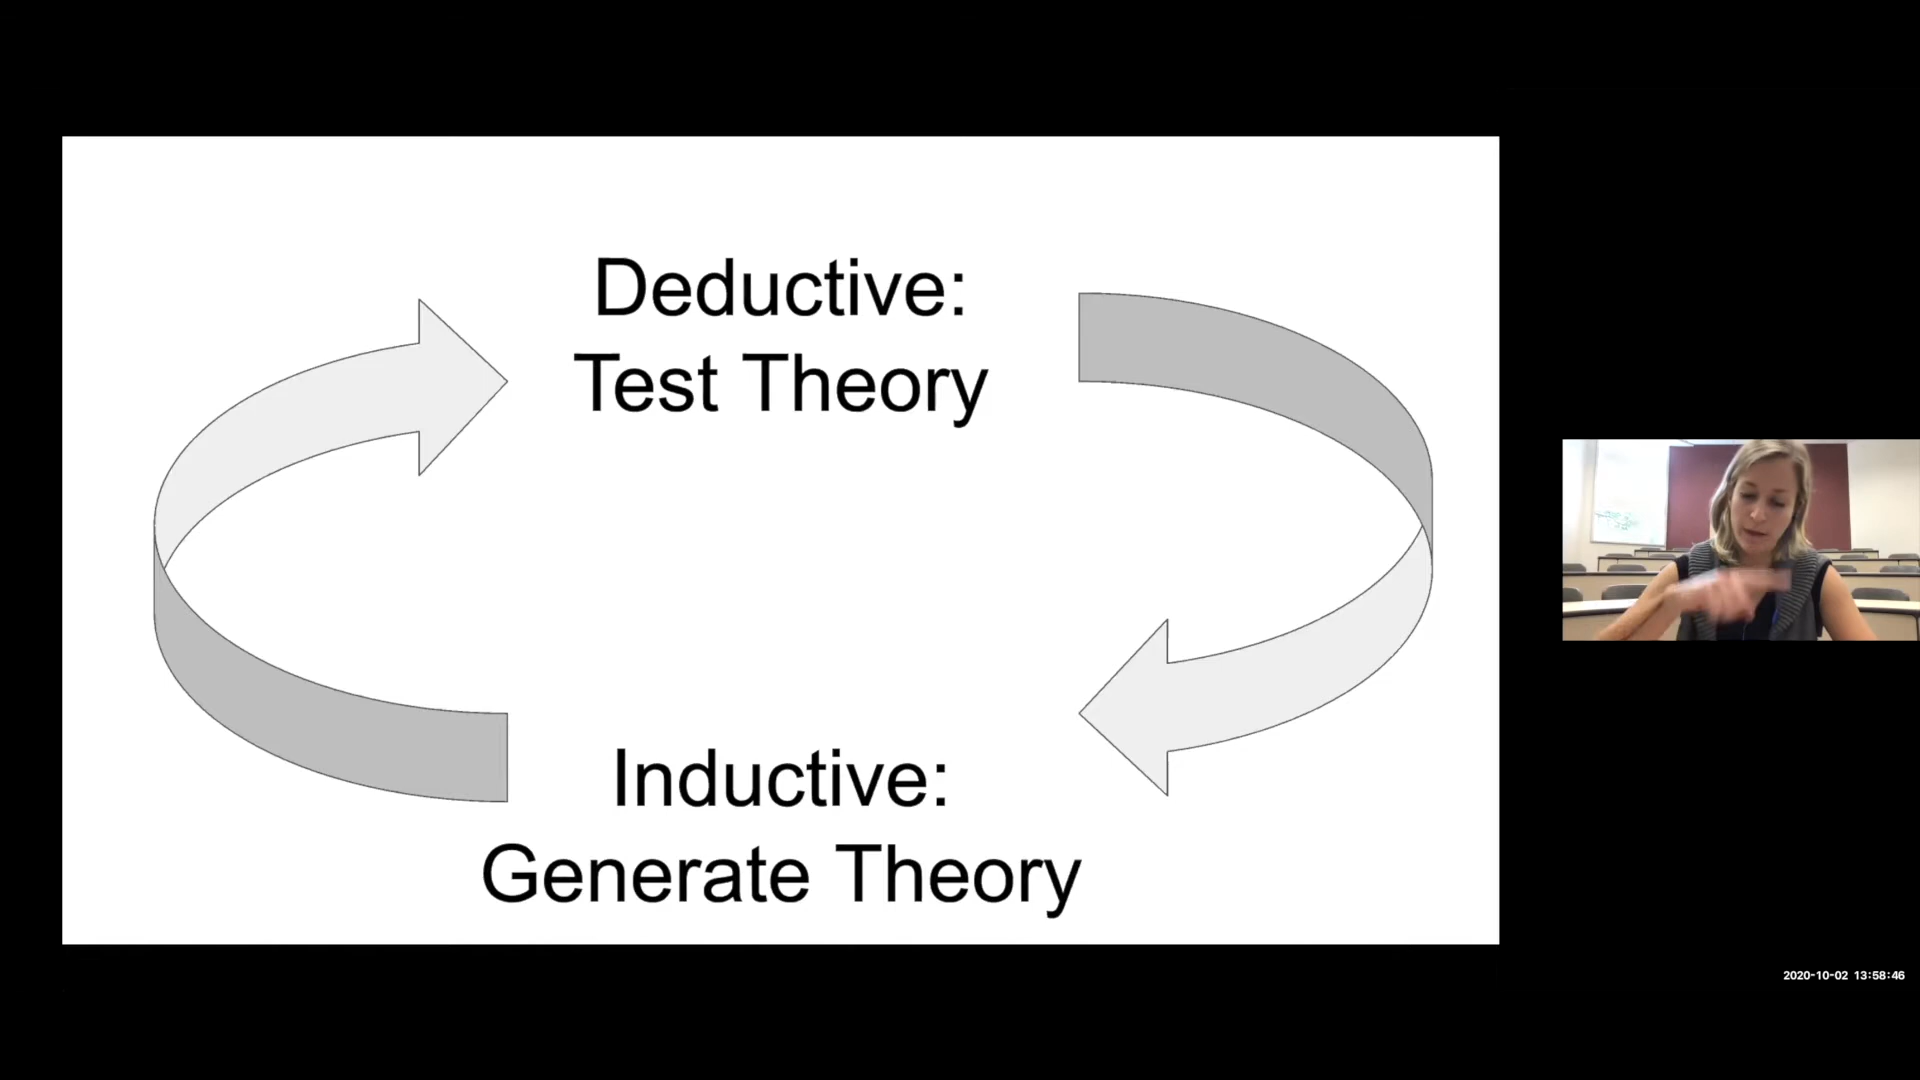 Deductive:
Test Theory
Inductive:
Generate Theory
2020-10-02 13:58:46